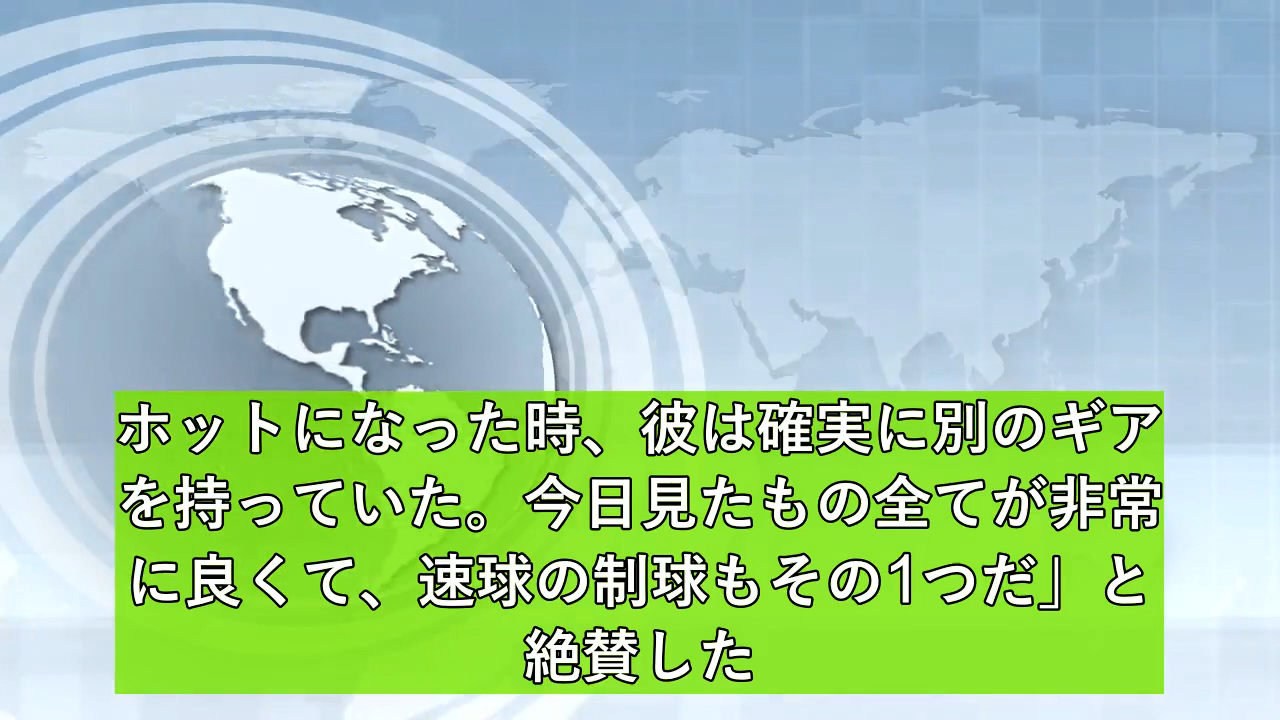 ホットになった時、彼は確実に別のギア
を持っていた。今日見たもの全てが非常
に良くて、速球の制球もその1つだ」と
絶賛した